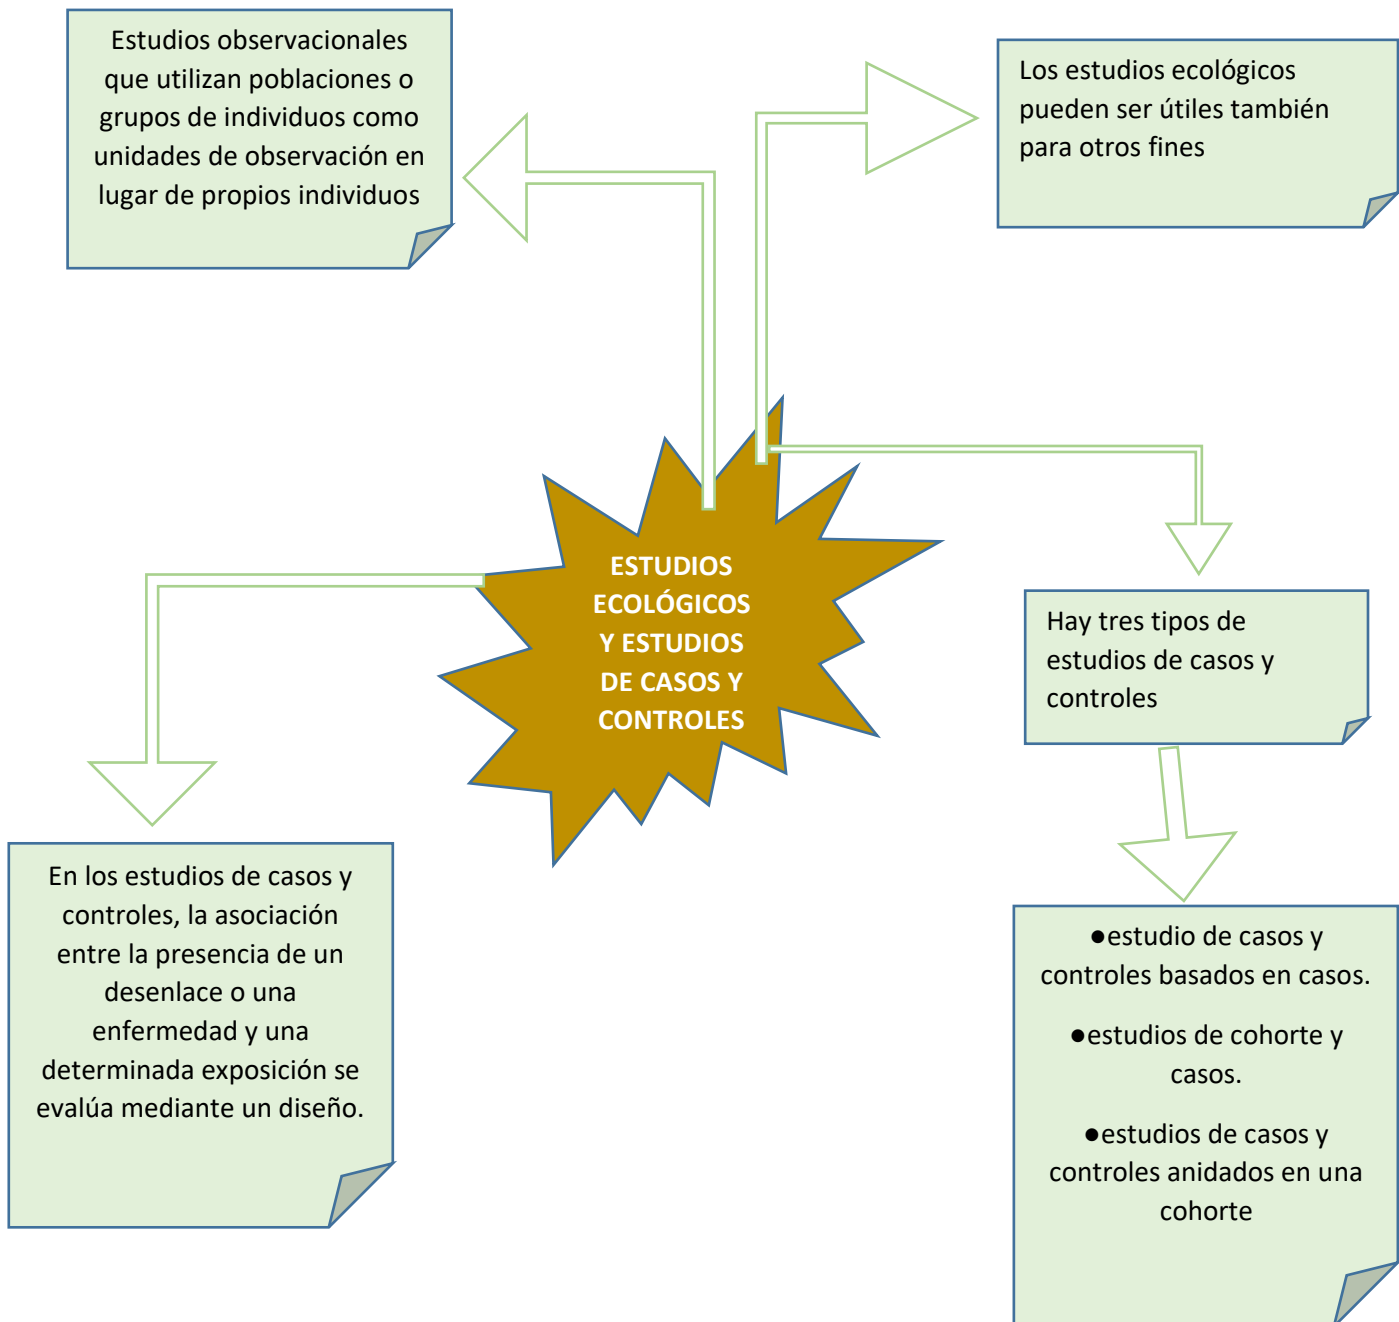 Estudios observacionales
que utilizan poblaciones o
grupos de individuos como
unidades de observación en
lugar de propios individuos
Los estudios ecológicos
pueden ser útiles también
para otros fines
ESTUDIOS
ECOLÓGICOS
Y ESTUDIOS
DE CASOS Y
CONTROLES
Hay tres tipos de
estudios de casos y
controles
En los estudios de casos y
controles, la asociación
entre la presencia de un
desenlace o una
enfermedad y una
determinada exposición se
evalúa mediante un diseño.
●estudio de casos y
controles basados en casos.
●estudios de cohorte y
casos.
●estudios de casos y
controles anidados en una
cohorte